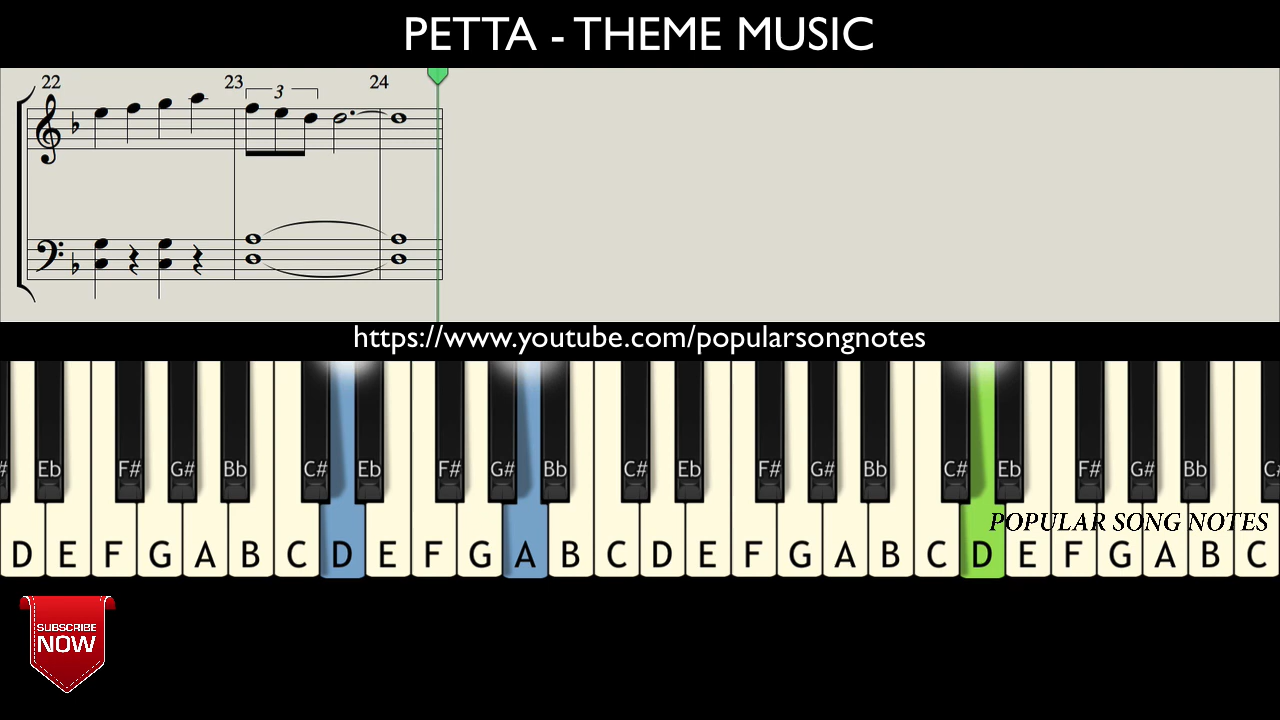 PETTA - THEME MUSIC
22 23 24
3
https://www.youtube.com/popularsongnotes
# Eb F# G# Bb C# Eb F# G# Bb C# Eb F# G# Bb C# Eb F# G# Bb C#
POPULAR SONG NOTES
D E F G A B C D E F G A B C D E F G A B C D E F G A B C
SUBSCRIBE
NOW